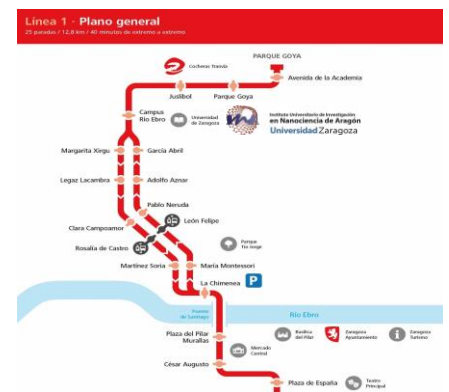 Línea 1 · Plano general
25 paradas / 12,8 km / 40 minutos de extremo a extremo
PARQUE GOYA
Cocheras Tranvía
Avenida de la Academia
Juslibol
Parque Goya
Campus
Río Ebro
Universidad
de Zaragoza
Instituto Universitario de Investigación
en Nanociencia de Aragón
Universidad Zaragoza
Margarita Xirgu
García Abril
Legaz Lacambra
Adolfo Aznar
Pablo Neruda
León Felipe
Clara Campoamor
Rosalía de Castro
Parque
Tío Jorge
Martínez Soria
María Montessori
La Chimenea
P
Puente
de Santiago
Río Ebro
Plaza del Pilar
Murallas
Basílica
del Pilar
Zaragoza
Ayuntamiento
i
Zaragoza
Turismo
Mercado
Central
César Augusto
Plaza de España
Teatro
Principal